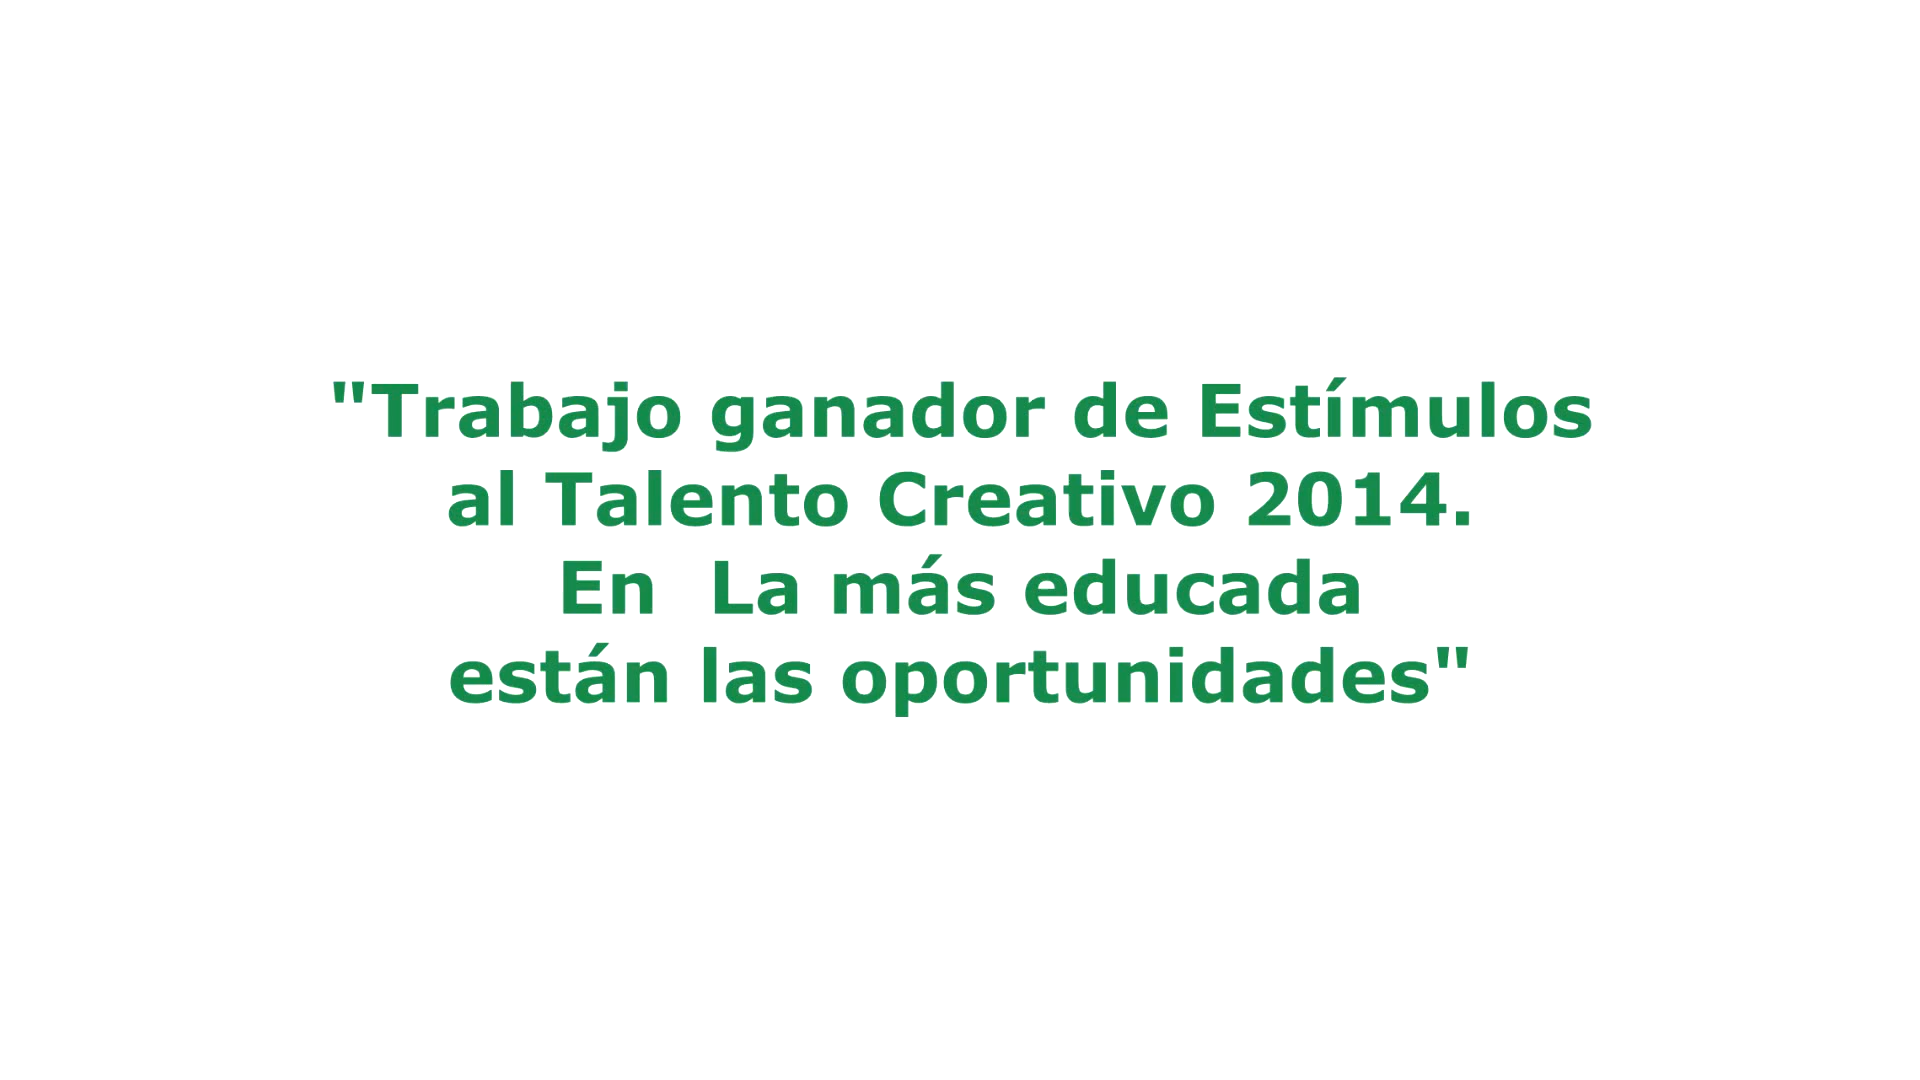 "Trabajo ganador de Estímulos
al Talento Creativo 2014.
En  La más educada
están las oportunidades"